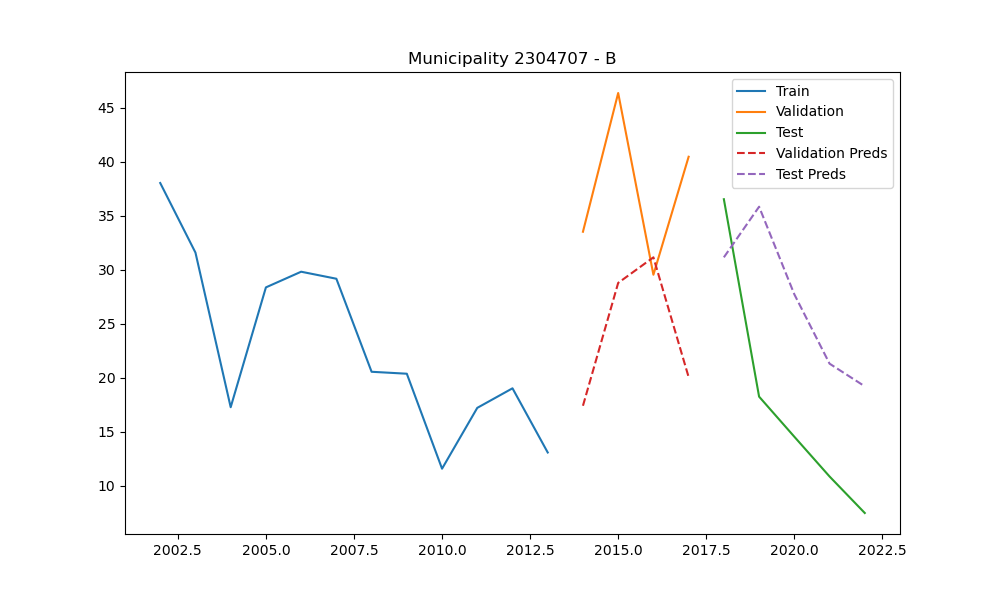 Municipality 2304707 - B
Train
Validation
Test
Validation Preds
Test Preds
45
40
35
30
25
20
15
10
2002.5 2005.0 2007.5 2010.0 2012.5 2015.0 2017.5 2020.0 2022.5